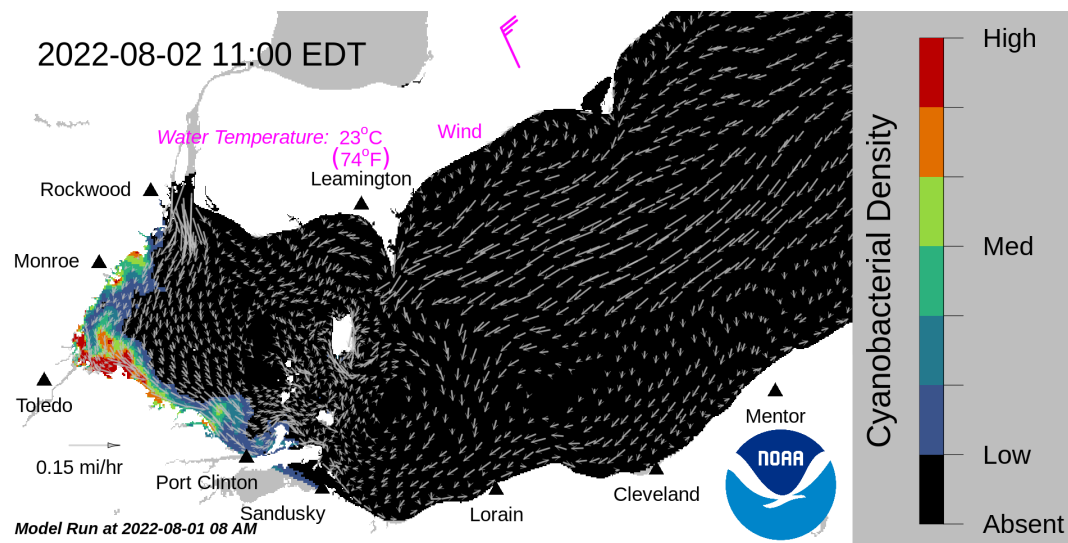 2022-08-02 11:00 EDT
High
Water Temperature: 23°C
(74°F)
Wind
Leamington
Rockwood
Monroe
Cyanobacterial Density
Med
Toledo
Mentor
NOAA
0.15 mi/hr
Port Clinton
Sandusky
Lorain
Cleveland
Low
Model Run at 2022-08-01 08 AM
Absent